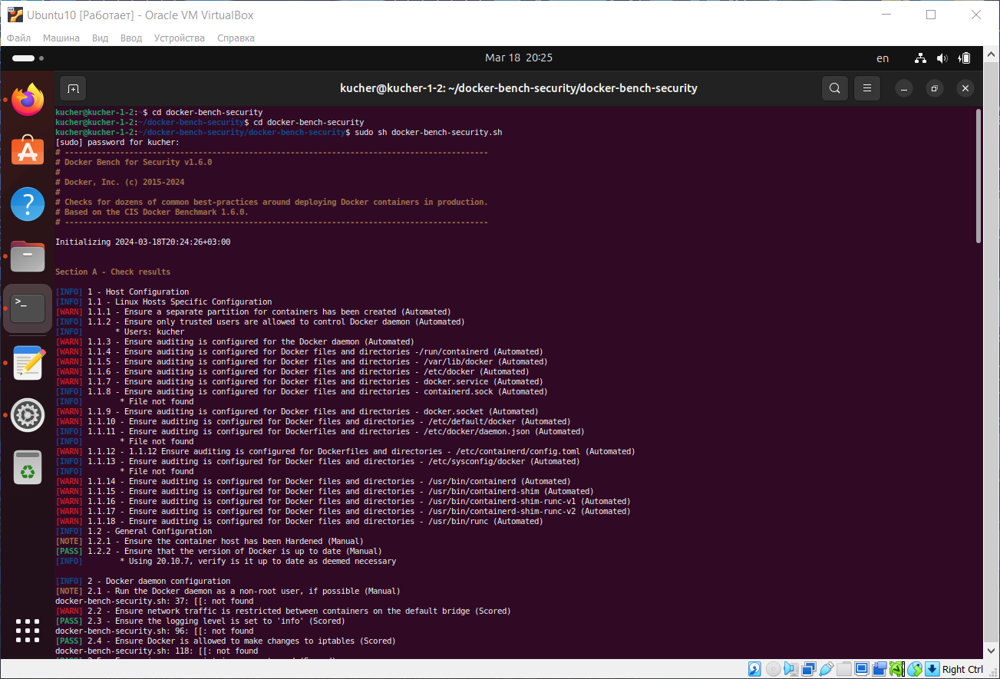 Ubuntu10 [Работает] - Oracle VM VirtualBox
Файл Машина Вид Ввод Устройства Справка
Mar 18 20:25
en
kucher@kucher-1-2: ~/docker-bench-security/docker-bench-security
kucher@kucher-1-2:~$ cd docker-bench-security
kucher@kucher-1-2:~/docker-bench-security$ cd docker-bench-security
kucher@kucher-1-2:~/docker-bench-security/docker-bench-security$ sudo sh docker-bench-security.sh
[sudo] password for kucher:
# --------------------------------------------------------------------------------------------
# Docker Bench for Security v1.6.0
#
# Docker, Inc. (c) 2015-2024
#
# Checks for dozens of common best-practices around deploying Docker containers in production.
# Based on the CIS Docker Benchmark 1.6.0.
# --------------------------------------------------------------------------------------------
Initializing 2024-03-18T20:24:26+03:00
Section A - Check results
[INFO] 1 - Host Configuration
[INFO] 1.1 - Linux Hosts Specific Configuration
[WARN] 1.1.1 - Ensure a separate partition for containers has been created (Automated)
[INFO] 1.1.2 - Ensure only trusted users are allowed to control Docker daemon (Automated)
[INFO] * Users: kucher
[WARN] 1.1.3 - Ensure auditing is configured for the Docker daemon (Automated)
[WARN] 1.1.4 - Ensure auditing is configured for Docker files and directories -/run/containerd (Automated)
[WARN] 1.1.5 - Ensure auditing is configured for Docker files and directories - /var/lib/docker (Automated)
[WARN] 1.1.6 - Ensure auditing is configured for Docker files and directories - /etc/docker (Automated)
[WARN] 1.1.7 - Ensure auditing is configured for Docker files and directories - docker.service (Automated)
[INFO] 1.1.8 - Ensure auditing is configured for Docker files and directories - containerd.sock (Automated)
[INFO] * File not found
[WARN] 1.1.9 - Ensure auditing is configured for Docker files and directories - docker.socket (Automated)
[WARN] 1.1.10 - Ensure auditing is configured for Docker files and directories - /etc/default/docker (Automated)
[INFO] 1.1.11 - Ensure auditing is configured for Dockerfiles and directories - /etc/docker/daemon.json (Automated)
[INFO] * File not found
[WARN] 1.1.12 - 1.1.12 Ensure auditing is configured for Dockerfiles and directories - /etc/containerd/config.toml (Automated)
[INFO] 1.1.13 - Ensure auditing is configured for Docker files and directories - /etc/sysconfig/docker (Automated)
[INFO] * File not found
[WARN] 1.1.14 - Ensure auditing is configured for Docker files and directories - /usr/bin/containerd (Automated)
[WARN] 1.1.15 - Ensure auditing is configured for Docker files and directories - /usr/bin/containerd-shim (Automated)
[WARN] 1.1.16 - Ensure auditing is configured for Docker files and directories - /usr/bin/containerd-shim-runc-v1 (Automated)
[WARN] 1.1.17 - Ensure auditing is configured for Docker files and directories - /usr/bin/containerd-shim-runc-v2 (Automated)
[WARN] 1.1.18 - Ensure auditing is configured for Docker files and directories - /usr/bin/runc (Automated)
[INFO] 1.2 - General Configuration
[NOTE] 1.2.1 - Ensure the container host has been Hardened (Manual)
[PASS] 1.2.2 - Ensure that the version of Docker is up to date (Manual)
[INFO] * Using 20.10.7, verify is it up to date as deemed necessary
[INFO] 2 - Docker daemon configuration
[NOTE] 2.1 - Run the Docker daemon as a non-root user, if possible (Manual)
docker-bench-security.sh: 37: [[: not found
[WARN] 2.2 - Ensure network traffic is restricted between containers on the default bridge (Scored)
[PASS] 2.3 - Ensure the logging level is set to 'info' (Scored)
docker-bench-security.sh: 96: [[: not found
[PASS] 2.4 - Ensure Docker is allowed to make changes to iptables (Scored)
docker-bench-security.sh: 118: [[: not found
Right Ctrl